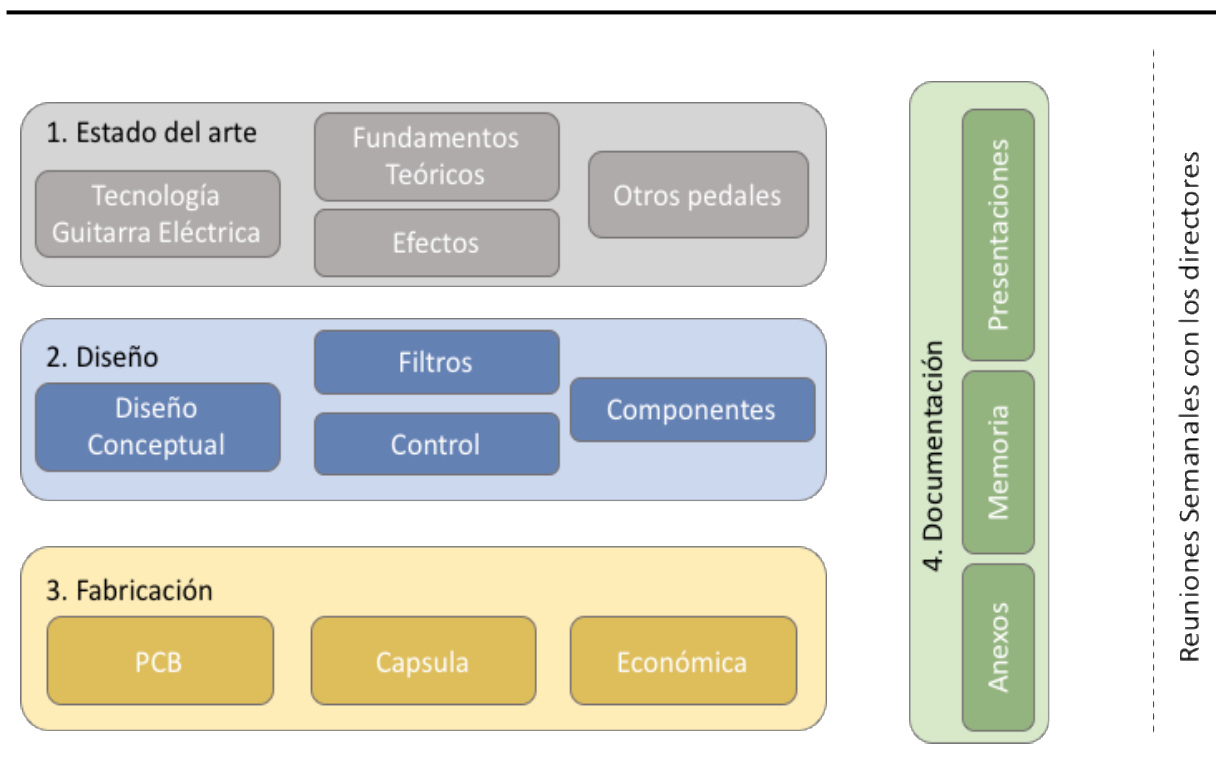 1. Estado del arte
Tecnología
Guitarra Eléctrica
Fundamentos
Teóricos
Efectos
Otros pedales
2. Diseño
Diseño
Conceptual
Filtros
Control
Componentes
3. Fabricación
PCB
Capsula
Económica
4. Documentación
Presentaciones
Memoria
Anexos
Reuniones Semanales con los directores